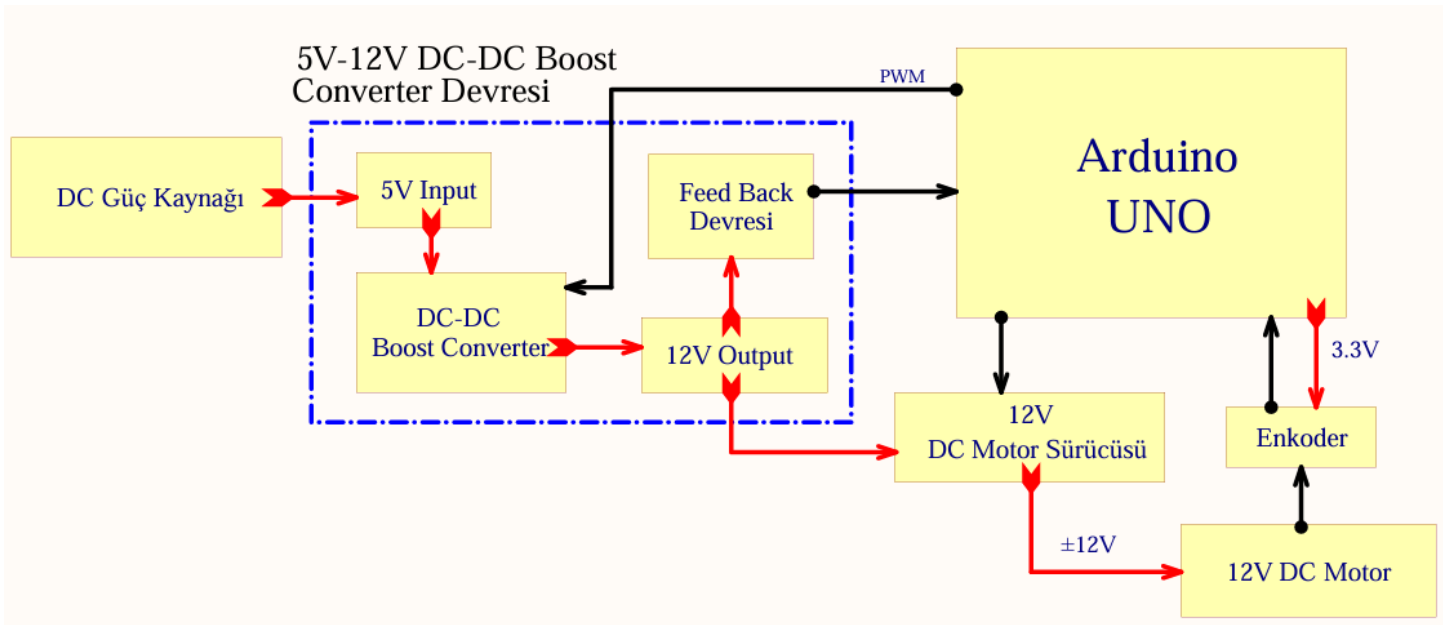 5V-12V DC-DC Boost
Converter Devresi
PWM
DC Güç Kaynağı
5V Input
Feed Back
Devresi
Arduino
UNO
DC-DC
Boost Converter
12V Output
3.3V
12V
DC Motor Sürücüsü
Enkoder
±12V
12V DC Motor